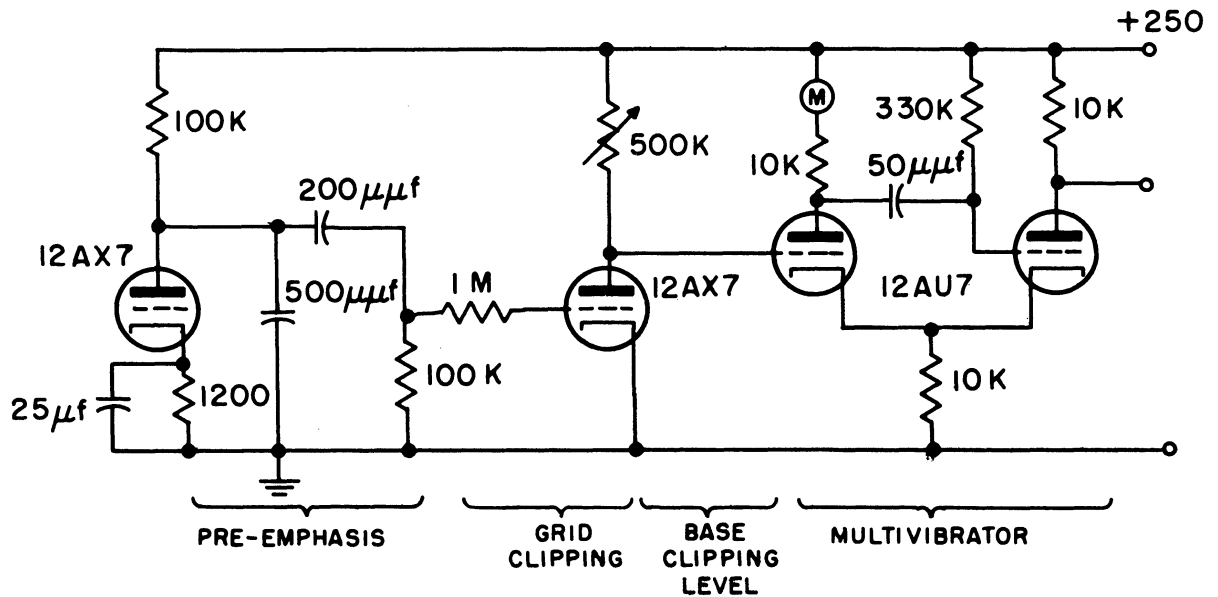 +250
100K
500K
M
10K
330K
10K
50μμf
200μμf
12AX7
500μμf
1 M
12AX7
12AU7
25μf
1200
100 K
10K
PRE-EMPHASIS
GRID
CLIPPING
BASE
CLIPPING
LEVEL
MULTIVIBRATOR